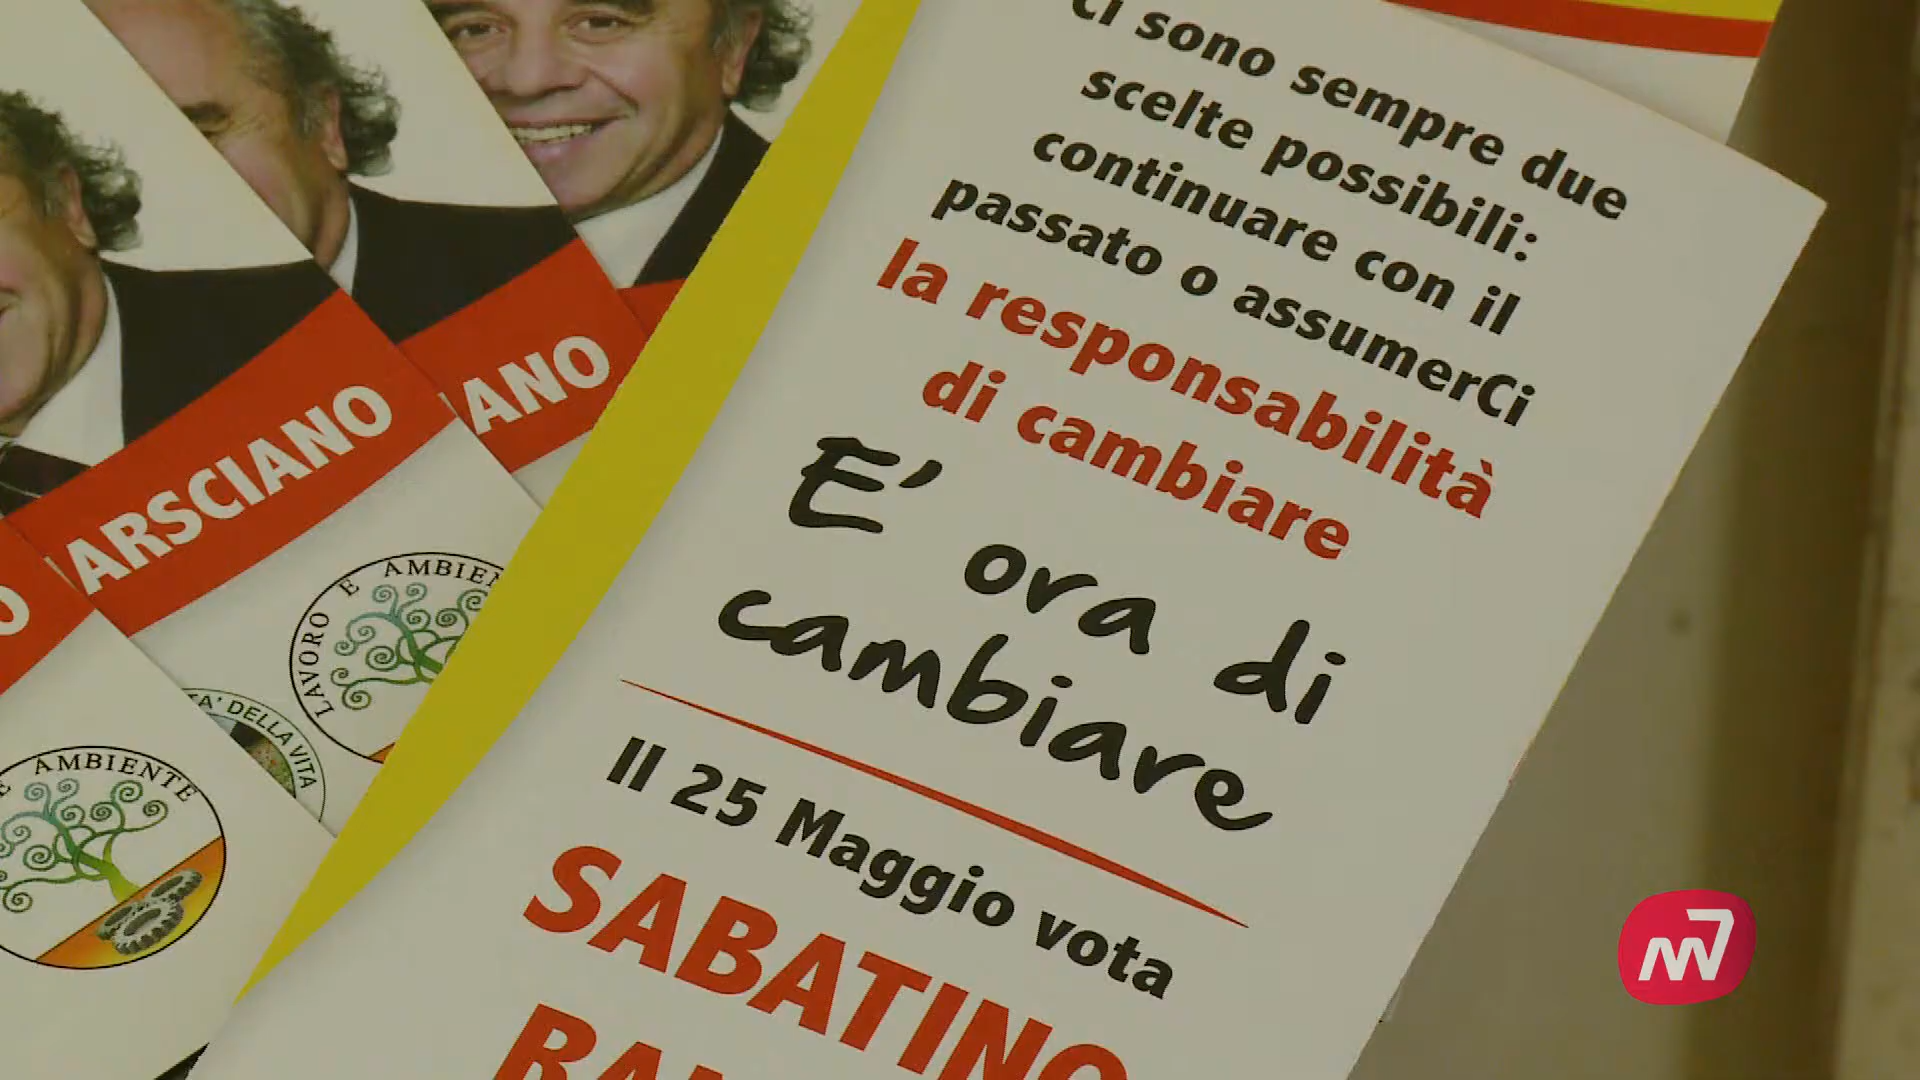 Ci sono sempre due
scelte possibili:
continuare con il
passato o assumerCi
la responsabilità
di cambiare
E' ora di
cambiare
Il 25 Maggio vota
SABATINO
ANO
ARSCIANO
O
LAVORO E AMBIEN
A' DELLA VITA
E AMBIENTE